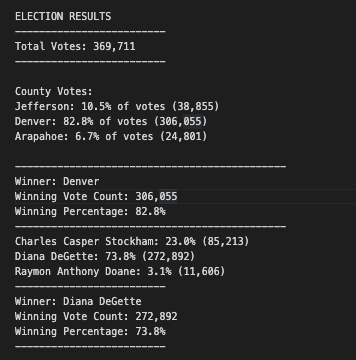 ELECTION RESULTS
-------------------------
Total Votes: 369,711
-------------------------
County Votes:
Jefferson: 10.5% of votes (38,855)
Denver: 82.8% of votes (306,055)
Arapahoe: 6.7% of votes (24,801)
---------------------------------------------
Winner: Denver
Winning Vote Count: 306,055
Winning Percentage: 82.8%
---------------------------------------------
Charles Casper Stockham: 23.0% (85,213)
Diana DeGette: 73.8% (272,892)
Raymon Anthony Doane: 3.1% (11,606)
-------------------------
Winner: Diana DeGette
Winning Vote Count: 272,892
Winning Percentage: 73.8%
-------------------------